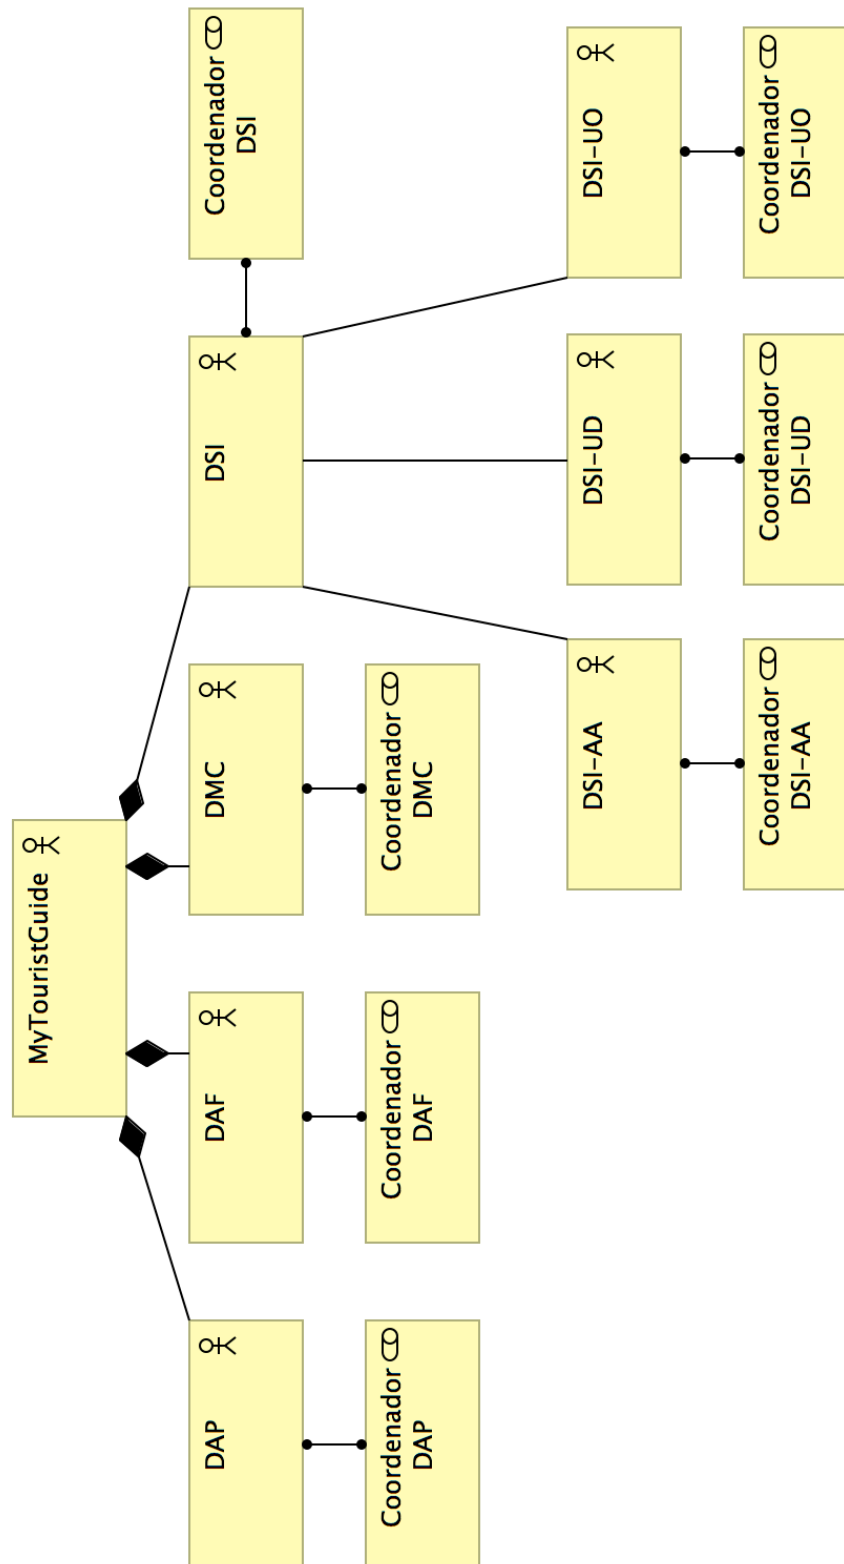 MyTouristGuide
DAP
DAF
DMC
DSI
Coordenador
DSI
Coordenador
DAP
Coordenador
DAF
Coordenador
DMC
DSI-AA
DSI-UD
DSI-UO
Coordenador
DSI-AA
Coordenador
DSI-UD
Coordenador
DSI-UO